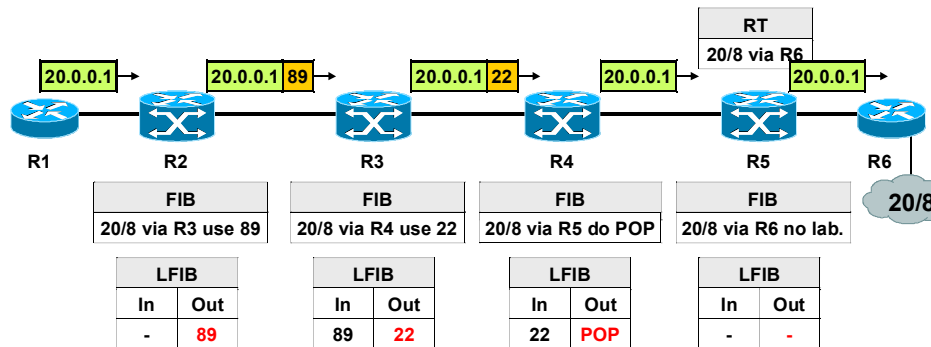 RT
20/8 via R6
20.0.0.1
20.0.0.1 89
20.0.0.1 22
20.0.0.1
20.0.0.1
R1
R2
R3
R4
R5
R6
20/8
FIB
20/8 via R3 use 89
FIB
20/8 via R4 use 22
FIB
20/8 via R5 do POP
FIB
20/8 via R6 no lab.
LFIB
In Out
- 89
LFIB
In Out
89 22
LFIB
In Out
22 POP
LFIB
In Out
- -